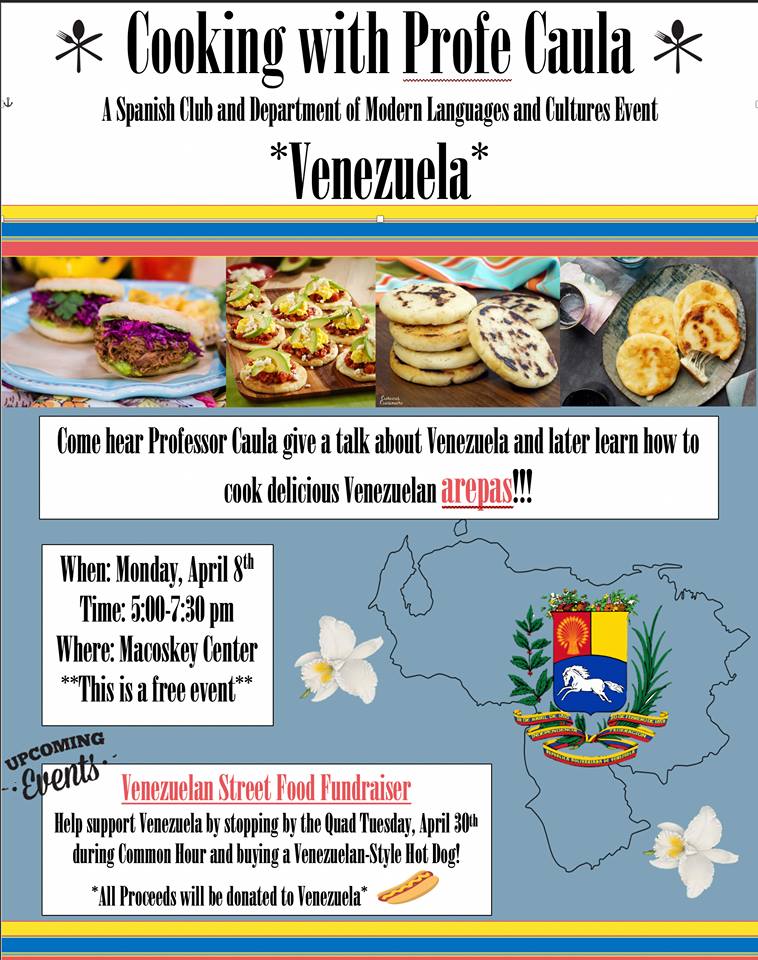 Cooking with Profe Caula
A Spanish Club and Department of Modern Languages and Cultures Event
*Venezuela*
Come hear Professor Caula give a talk about Venezuela and later learn how to
cook delicious Venezuelan arepas!!!
When: Monday, April 8th
Time: 5:00-7:30 pm
Where: Macoskey Center
**This is a free event**
UPCOMING
Events
Venezuelan Street Food Fundraiser
Help support Venezuela by stopping by the Quad Tuesday, April 30th
during Common Hour and buying a Venezuelan-Style Hot Dog!
*All Proceeds will be donated to Venezuela*